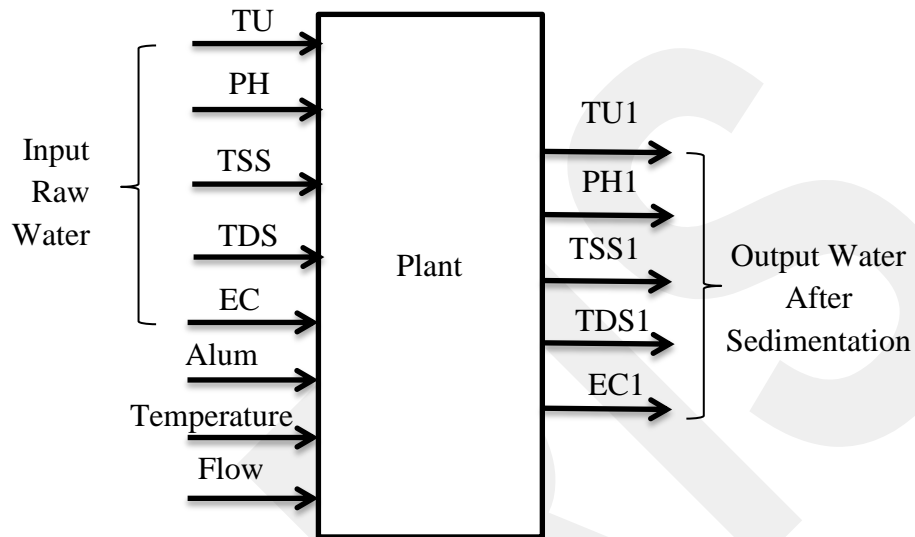 TU
PH
TSS
TDS
EC
Alum
Temperature
Flow
Input
Raw
Water
Plant
TU1
PH1
TSS1
TDS1
EC1
Output Water
After
Sedimentation